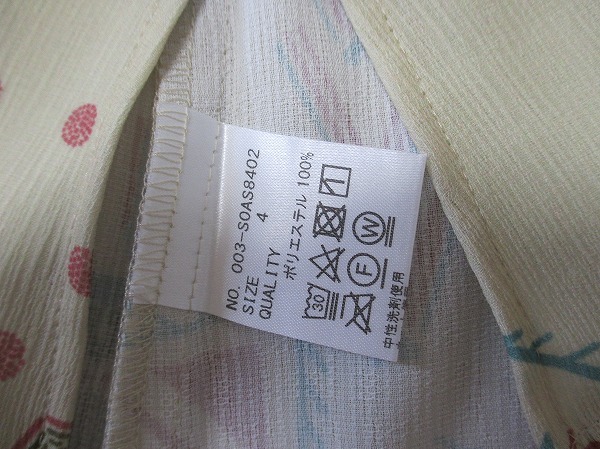 NO. 003-SOAS8402
SIZE 4
QUALITY
ポリエステル 100%
30
F W
中性洗剤使用